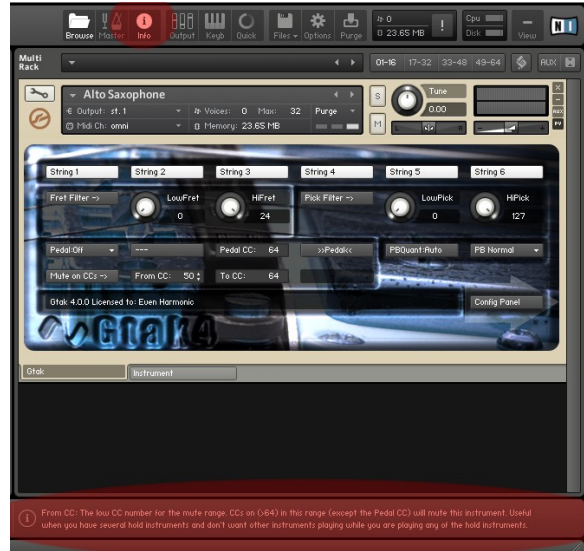 Browse Master Info Output Keyb Quick Files Options Purge
0
23.65 MB
!
Cpu
Disk
View
NI
Multi
Rack
01-16 17-32 33-48 49-64 AUX
Alto Saxophone
Output: st.1 Voices: 0 Max: 32 Purge
Midi Ch: omni Memory: 23.65 MB
S
M
Tune
0.00
L R
- +
AUX
PV
String 1 String 2 String 3 String 4 String 5 String 6
Fret Filter -> LowFret HiFret Pick Filter -> LowPick HiPick
0 24 0 127
Pedal:Off --- Pedal CC: 64 >>Pedal<< PBQuant:Auto PB Normal
Mute on CCs -> From CC: 50 To CC: 64
Gtak 4.0.0 Licensed to: Even Harmonic Config Panel
Gtak4
Gtak Instrument
From CC: The low CC number for the mute range. CCs on (>64) in this range (except the Pedal CC) will mute this instrument. Useful
when you have several hold instruments and don't want other instruments playing while you are playing any of the hold instruments.